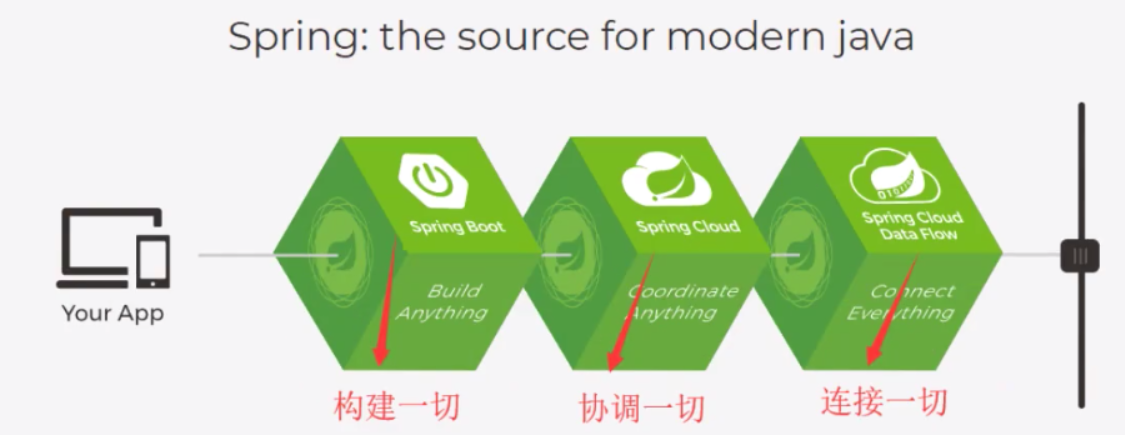 Spring: the source for modern java
Your App
Spring Boot
Build
Anything
构建一切
Spring Cloud
Coordinate
Anything
协调一切
Spring Cloud
Data Flow
Connect
Everything
连接一切